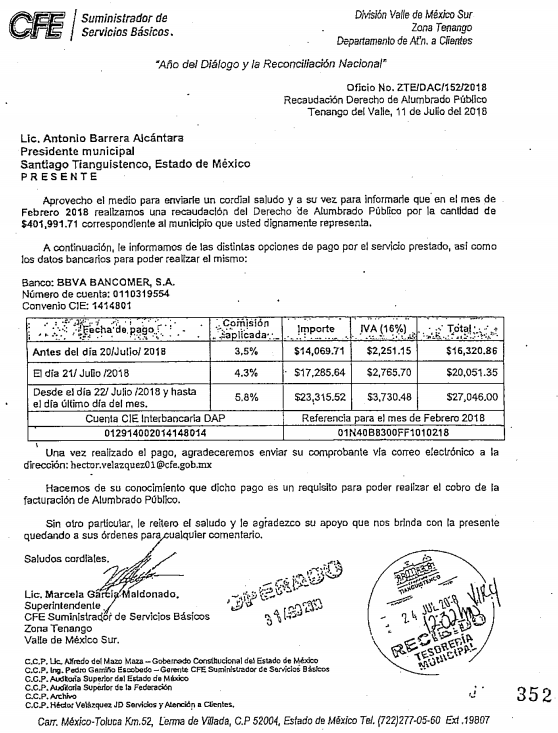 CFE Suministrador de
Servicios Básicos.
División Valle de México Sur
Zona Tenango
Departamento de At'n. a Clientes
"Año del Diálogo y la Reconciliación Nacional"
Oficio No. ZTE/DAC/152/2018
Recaudación Derecho de Alumbrado Público
Tenango del Valle, 11 de Julio del 2018
Lic. Antonio Barrera Alcántara
Presidente municipal
Santiago Tianguistenco, Estado de México
P R E S E N T E
Aprovecho el medio para enviarle un cordial saludo y a su vez para informarle que en el mes de
Febrero 2018 realizamos una recaudación del Derecho de Alumbrado Público por la cantidad de
$401,991.71 correspondiente al municipio que usted dignamente representa.
A continuación, le informamos de las distintas opciones de pago por el servicio prestado, así como
los datos bancarios para poder realizar el mismo:
Banco: BBVA BANCOMER, S.A.
Número de cuenta: 0110319554
Convenio CIE: 1414801
Fecha de pago Comisión aplicada Importe IVA (16%) Total
Antes del día 20/Julio/ 2018 3.5% $14,069.71 $2,251.15 $16,320.86
El día 21/ Julio /2018 4.3% $17,285.64 $2,765.70 $20,051.35
Desde el día 22/ Julio /2018 y hasta
el día último día del mes. 5.8% $23,315.52 $3,730.48 $27,046.00
Cuenta CIE Interbancaria DAP Referencia para el mes de Febrero 2018
012914002014148014 01N40B8300FF1010218
Una vez realizado el pago, agradeceremos enviar su comprobante vía correo electrónico a la
dirección: hector.velazquez01@cfe.gob.mx
Hacemos de su conocimiento que dicho pago es un requisito para poder realizar el cobro de la
facturación de Alumbrado Público.
Sin otro particular, le reitero el saludo y le agradezco su apoyo que nos brinda con la presente
quedando a sus órdenes para cualquier comentario.
Saludos cordiales.
Lic. Marcela García Maldonado.
Superintendente
CFE Suministrador de Servicios Básicos
Zona Tenango
Valle de México Sur.
OPERADO
TIANGUISTENCO
24 JUL 2018
RECIBIDO
TESORERÍA
MUNICIPAL
C.C.P. Lic. Alfredo del Mazo Maza – Gobernado Constitucional del Estado de México
C.C.P. Ing. Pedro Gamiño Escobedo – Gerente CFE Suministrador de Servicios Básicos
C.C.P. Auditoría Superior del Estado de México
C.C.P. Auditoría Superior de la Federación
C.C.P. Archivo
C.C.P. Héctor Velázquez JD Servicios y Atención a Clientes.
352
Carr. México-Toluca Km.52, Lerma de Villada, C.P 52004, Estado de México Tel. (722)277-05-60 Ext.19807